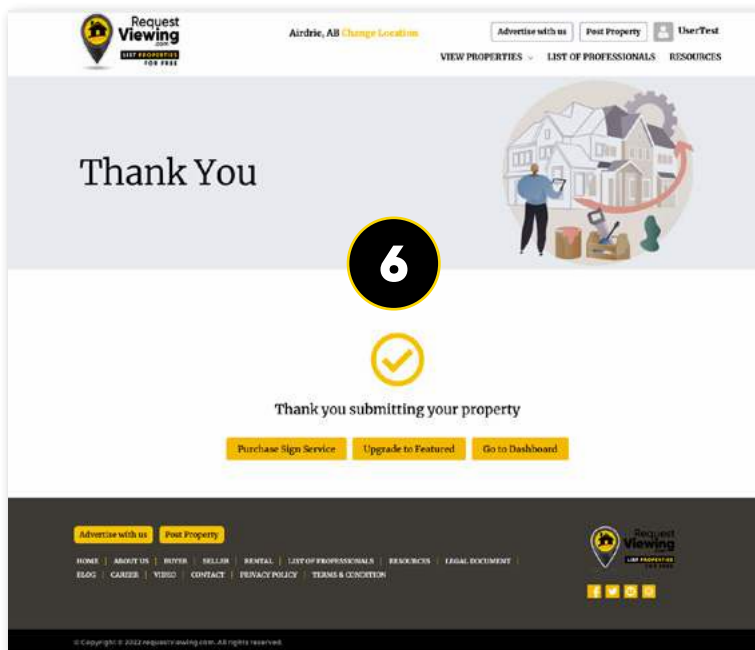 Request
Viewing
.com
LIST PROPERTIES
FOR FREE
Airdrie, AB Change Location
Advertise with us
Post Property
UserTest
VIEW PROPERTIES
LIST OF PROFESSIONALS
RESOURCES
Thank You
6
Thank you submitting your property
Purchase Sign Service
Upgrade to Featured
Go to Dashboard
Advertise with us
Post Property
HOME | ABOUT US | BUYER | SELLER | RENTAL | LIST OF PROFESSIONALS | RESOURCES | LEGAL DOCUMENT |
BLOG | CAREER | VIDEO | CONTACT | PRIVACY POLICY | TERMS & CONDITION
Request
Viewing
LIST PROPERTIES
FOR FREE
© Copyright © 2022 requestviewing.com. All rights reserved.